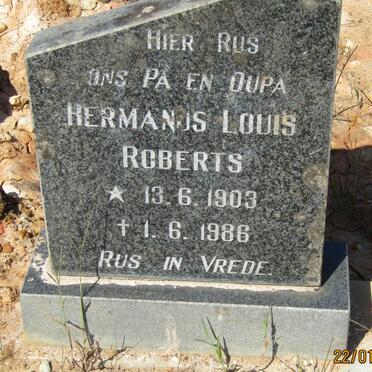 HIER RUS
ONS PA EN OUPA
HERMANUS LOUIS
ROBERTS
★ 13.6.1903
✝ 1.6.1986
RUS IN VREDE
22/01